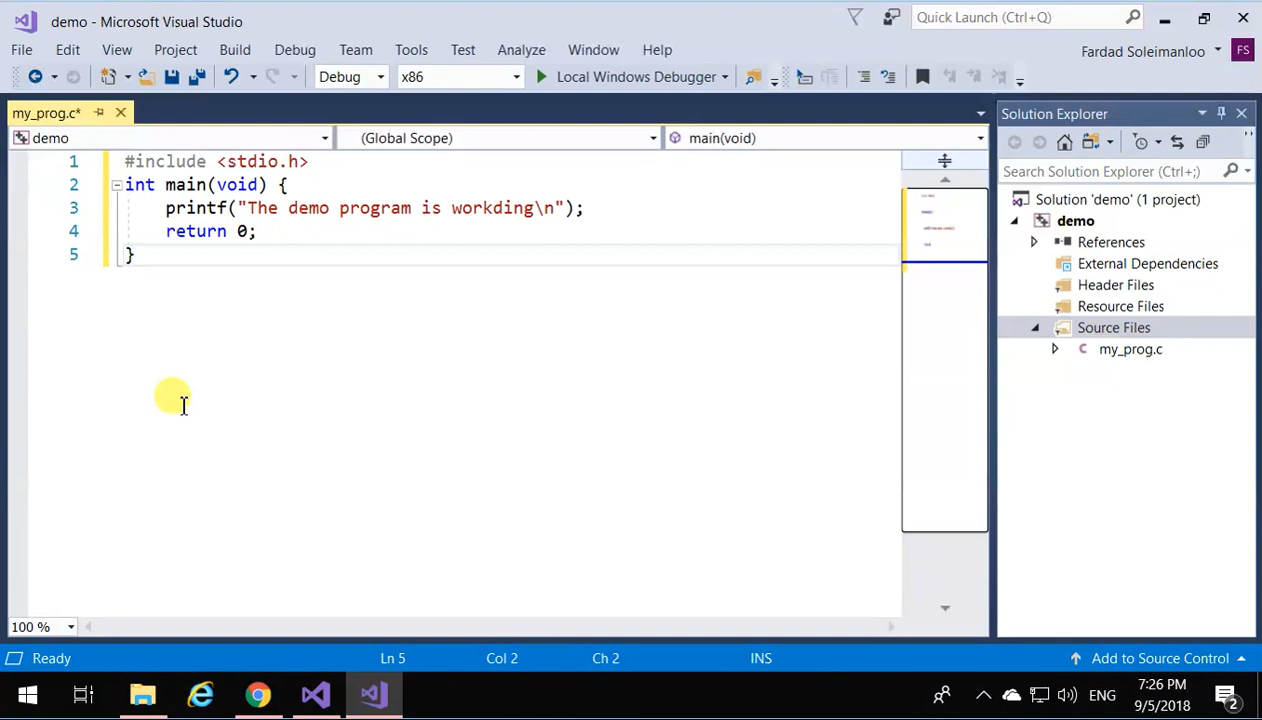 demo - Microsoft Visual Studio
Quick Launch (Ctrl+Q)
File Edit View Project Build Debug Team Tools Test Analyze Window Help
Fardad Soleimanloo FS
Debug x86 Local Windows Debugger
my_prog.c*
demo (Global Scope) main(void)
1 #include <stdio.h>
2 int main(void) {
3 printf("The demo program is workding\n");
4 return 0;
5 }
Solution Explorer
Search Solution Explorer (Ctrl+;)
Solution 'demo' (1 project)
demo
References
External Dependencies
Header Files
Resource Files
Source Files
my_prog.c
100 %
Ready Ln 5 Col 2 Ch 2 INS Add to Source Control
ENG
7:26 PM
9/5/2018
2